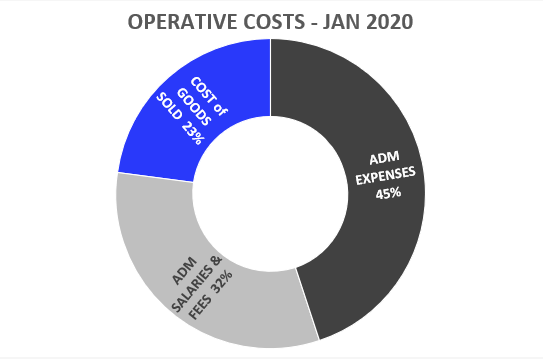 OPERATIVE COSTS - JAN 2020
COST of
GOODS
SOLD 23%
ADM
EXPENSES
45%
ADM
SALARIES &
FEES 32%